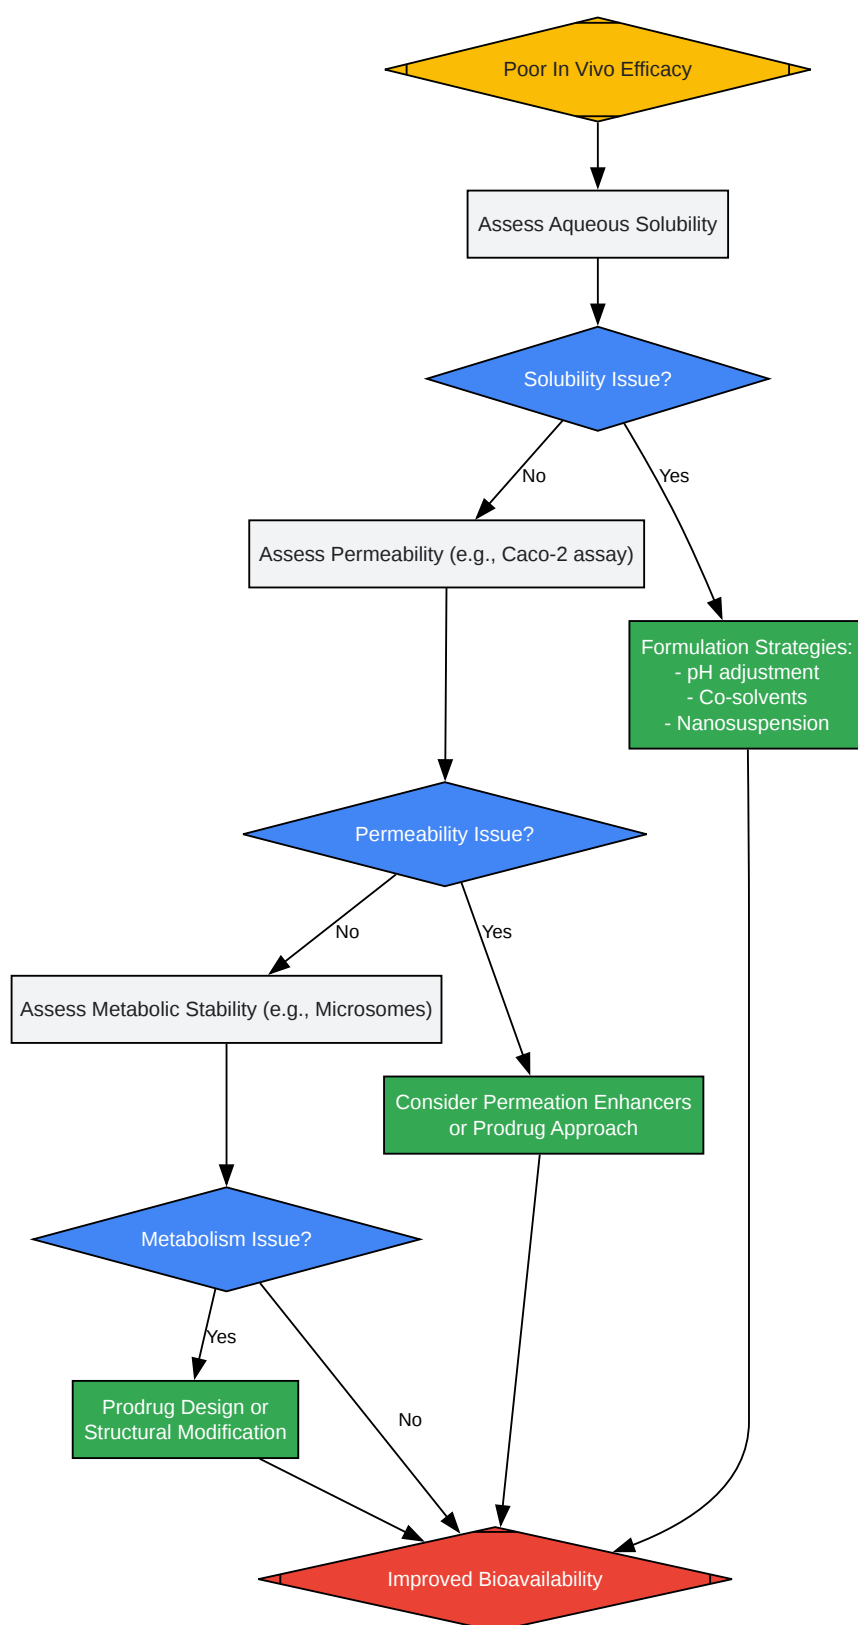 Poor In Vivo Efficacy
Assess Aqueous Solubility
Solubility Issue?
No
Yes
Assess Permeability (e.g., Caco-2 assay)
Formulation Strategies:
- pH adjustment
- Co-solvents
- Nanosuspension
Permeability Issue?
No
Yes
Assess Metabolic Stability (e.g., Microsomes)
Consider Permeation Enhancers
or Prodrug Approach
Metabolism Issue?
Yes
No
Prodrug Design or
Structural Modification
Improved Bioavailability